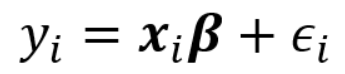 yᵢ = xᵢβ + ϵᵢ